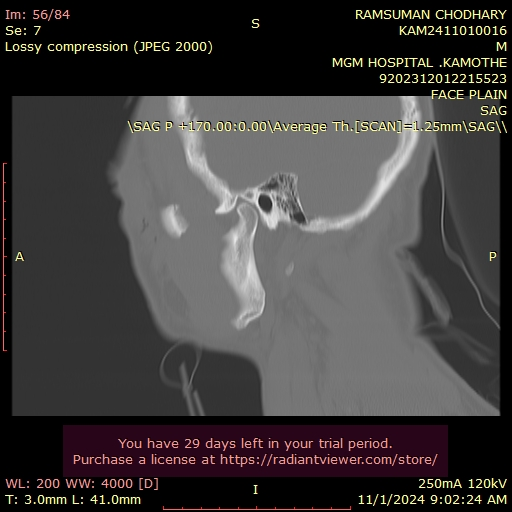 Im: 56/84
Se: 7
Lossy compression (JPEG 2000)
S
RAMSUMAN CHODHARY
KAM2411010016
M
MGM HOSPITAL .KAMOTHE
9202312012215523
FACE PLAIN
SAG
\SAG P +170.00:0.00\Average Th.[SCAN]=1.25mm\SAG\\
A
P
You have 29 days left in your trial period.
Purchase a license at https://radiantviewer.com/store/
WL: 200 WW: 4000 [D]
T: 3.0mm L: 41.0mm
I
250mA 120kV
11/1/2024 9:02:24 AM